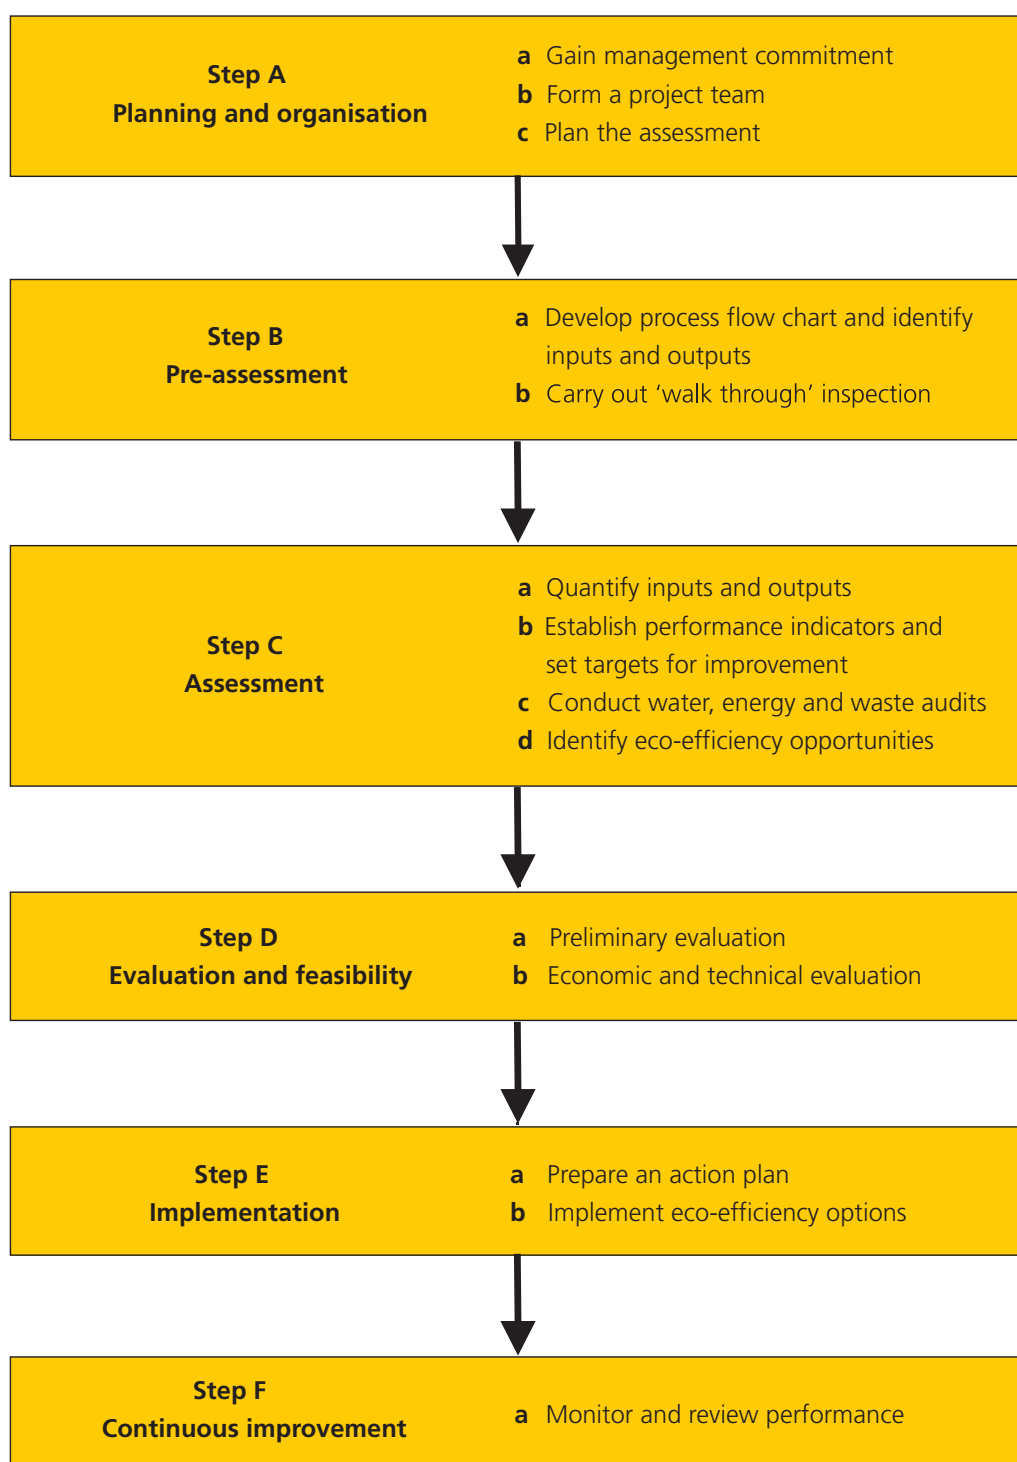 Step A
Planning and organisation
a Gain management commitment
b Form a project team
c Plan the assessment
Step B
Pre-assessment
a Develop process flow chart and identify
inputs and outputs
b Carry out ‘walk through’ inspection
Step C
Assessment
a Quantify inputs and outputs
b Establish performance indicators and
set targets for improvement
c Conduct water, energy and waste audits
d Identify eco-efficiency opportunities
Step D
Evaluation and feasibility
a Preliminary evaluation
b Economic and technical evaluation
Step E
Implementation
a Prepare an action plan
b Implement eco-efficiency options
Step F
Continuous improvement
a Monitor and review performance